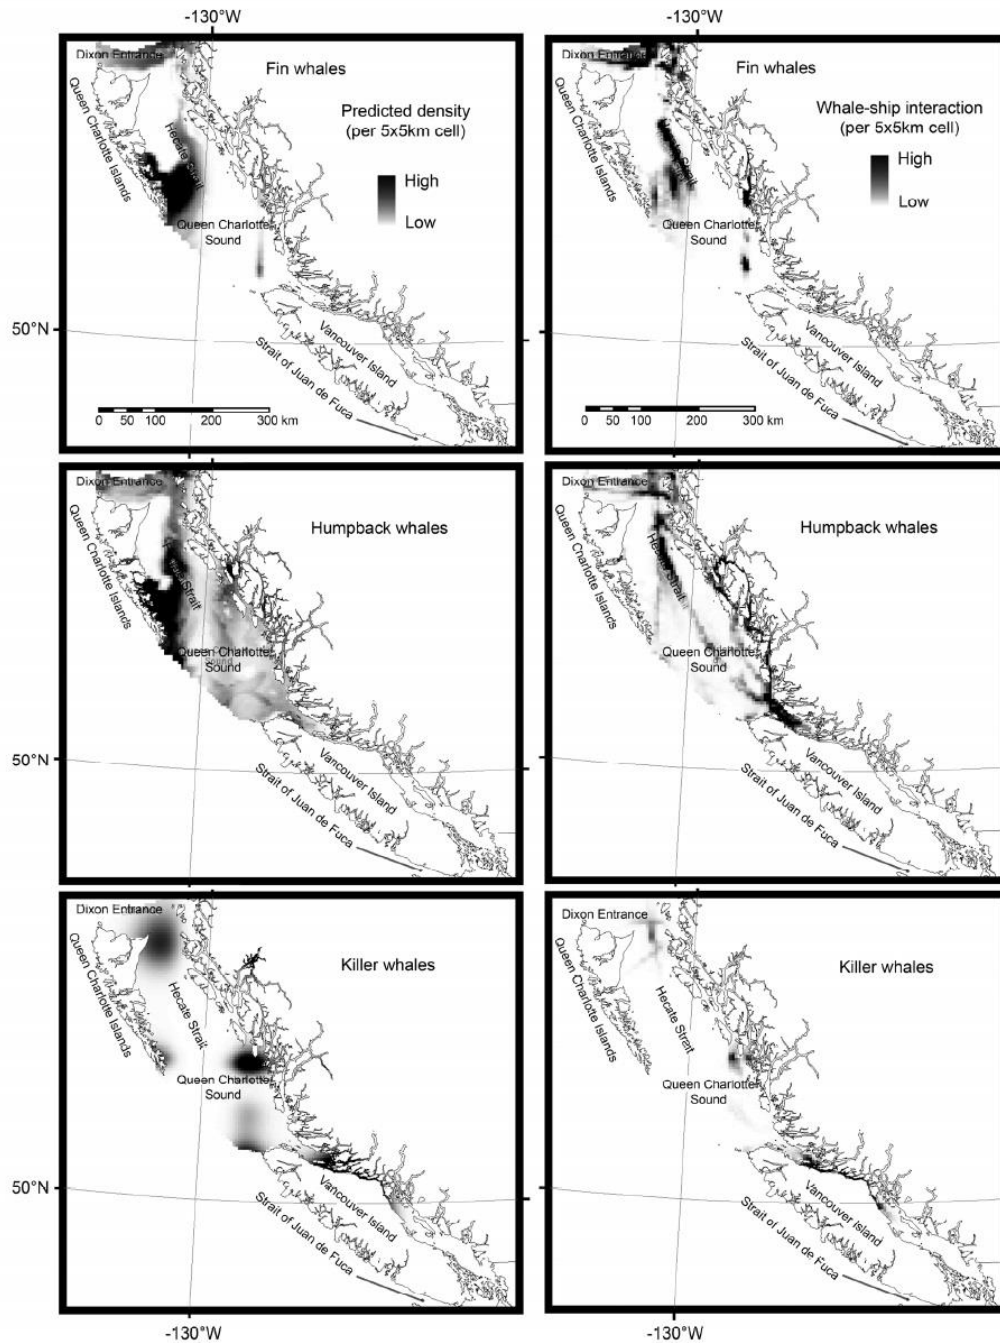 -130°W
-130°W
Dixon Entrance
Fin whales
Predicted density
(per 5x5km cell)
High
Low
Queen Charlotte Islands
Hecate Strait
Queen Charlotte
Sound
50°N
Vancouver Island
Strait of Juan de Fuca
0 50 100 200 300 km
Dixon Entrance
Fin whales
Whale-ship interaction
(per 5x5km cell)
High
Low
Queen Charlotte Islands
Queen Charlotte
Sound
Vancouver Island
Strait of Juan de Fuca
0 50 100 200 300 km
Dixon Entrance
Humpback whales
Queen Charlotte Islands
Strait
Queen Charlotte
Sound
50°N
Vancouver Island
Strait of Juan de Fuca
Dixon Entrance
Humpback whales
Queen Charlotte Islands
Hecate Strait
Queen Charlotte
Sound
Vancouver Island
Strait of Juan de Fuca
Dixon Entrance
Killer whales
Queen Charlotte Islands
Hecate Strait
Queen Charlotte
Sound
50°N
Vancouver Island
Strait of Juan de Fuca
Dixon Entrance
Killer whales
Queen Charlotte Islands
Hecate Strait
Queen Charlotte
Sound
Vancouver Island
Strait of Juan de Fuca
-130°W
-130°W